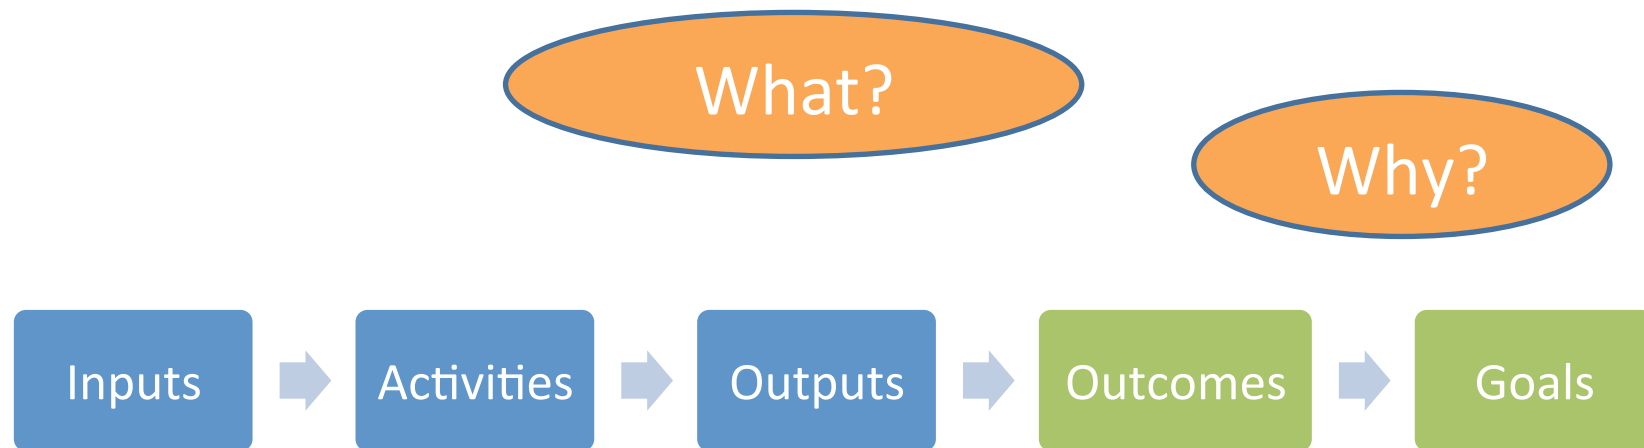 What?
Why?
Inputs
Activities
Outputs
Outcomes
Goals